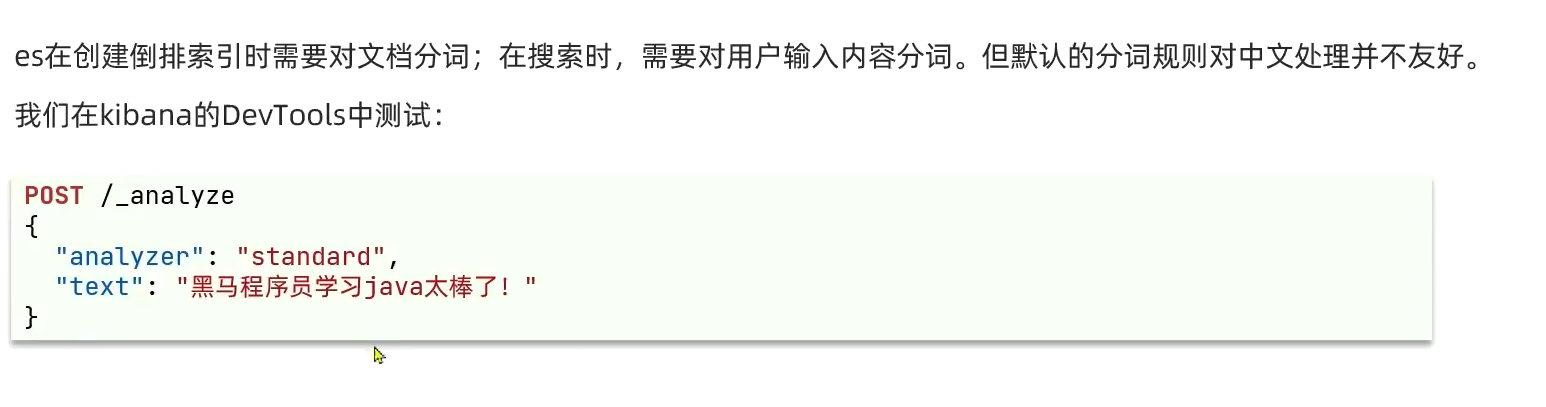 es在创建倒排索引时需要对文档分词；在搜索时，需要对用户输入内容分词。但默认的分词规则对中文处理并不友好。
我们在kibana的DevTools中测试：
POST /_analyze
{
  "analyzer": "standard",
  "text": "黑马程序员学习java太棒了！"
}